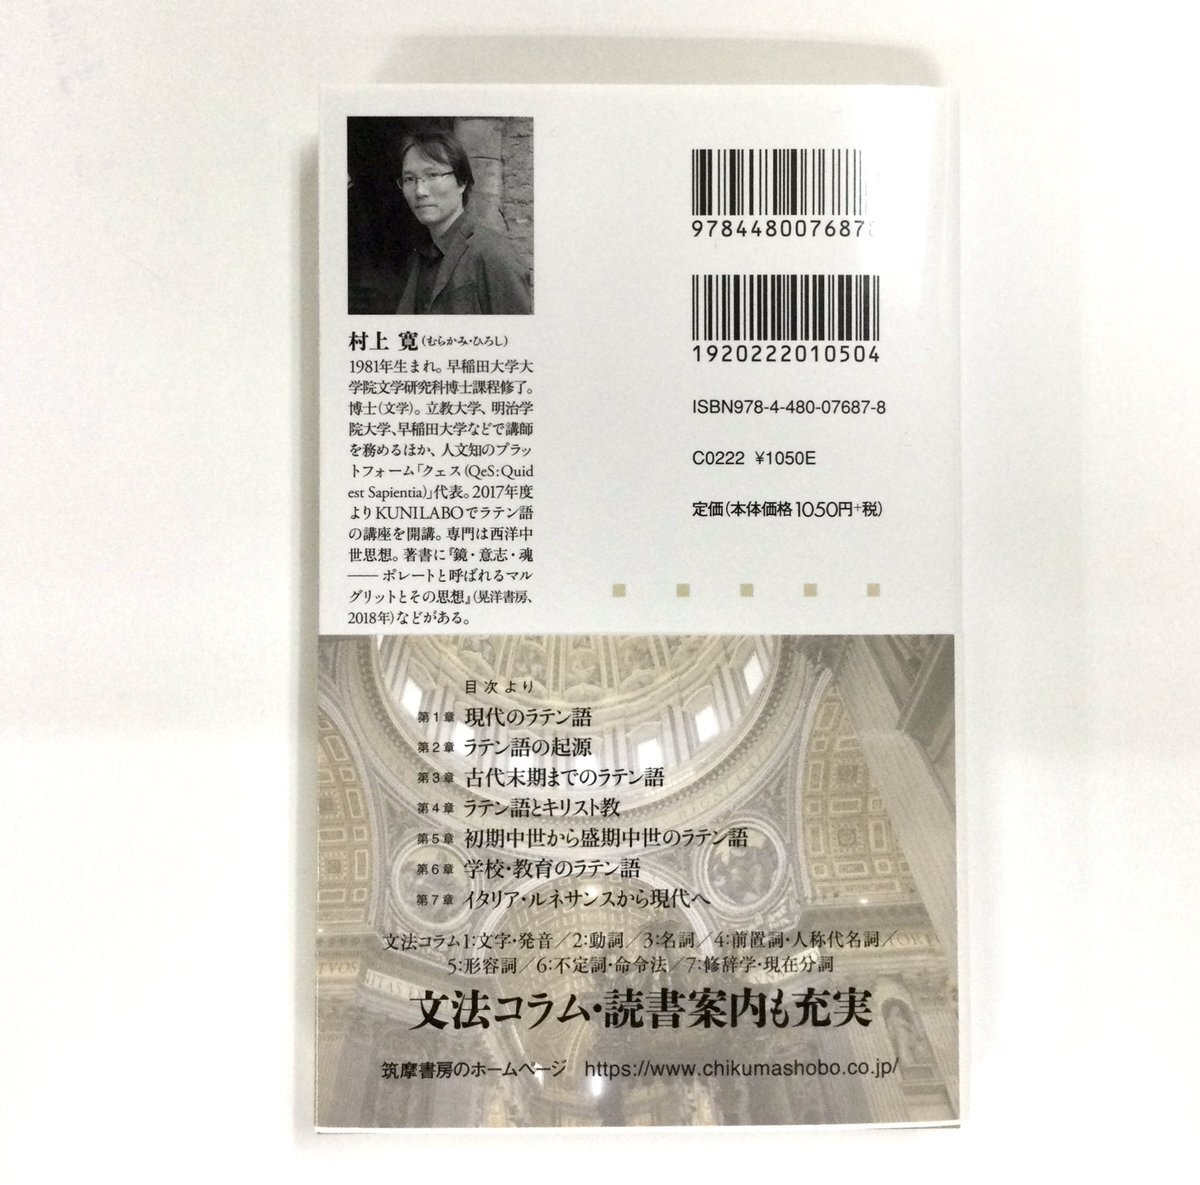 村上 寛(むらかみ・ひろし)
1981年生まれ。早稲田大学大
学院文学研究科博士課程修了。
博士(文学)。立教大学、明治学
院大学、早稲田大学などで講師
を務めるほか、人文知のプラッ
トフォーム「クェス(QeS:Quid
est Sapientia)」代表。2017年度
よりKUNILABOでラテン語
の講座を開講。専門は西洋中
世思想。著書に『鏡・意志・魂
——ポレートと呼ばれるマル
グリットとその思想』(晃洋書房、
2018年)などがある。
978448007687
1920222010504
ISBN978-4-480-07687-8
C0222 ¥1050E
定価(本体価格1050円+税)
目次より
第1章 現代のラテン語
第2章 ラテン語の起源
第3章 古代末期までのラテン語
第4章 ラテン語とキリスト教
第5章 初期中世から盛期中世のラテン語
第6章 学校・教育のラテン語
第7章 イタリア・ルネサンスから現代へ
文法コラム1:文字・発音/2:動詞/3:名詞/4:前置詞・人称代名詞/
5:形容詞/6:不定詞・命令法/7:修辞学・現在分詞
文法コラム・読書案内も充実
筑摩書房のホームページ https://www.chikumashobo.co.jp/